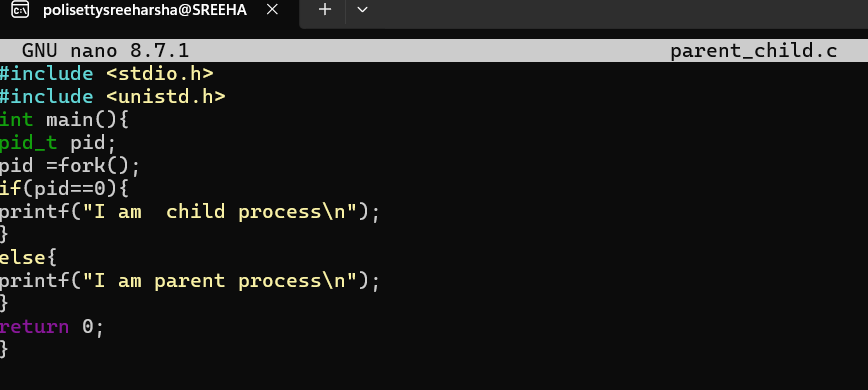 polisettysreeharsha@SREEHA
GNU nano 8.7.1 parent_child.c
#include <stdio.h>
#include <unistd.h>
int main(){
pid_t pid;
pid =fork();
if(pid==0){
printf("I am  child process\n");
}
else{
printf("I am parent process\n");
}
return 0;
}